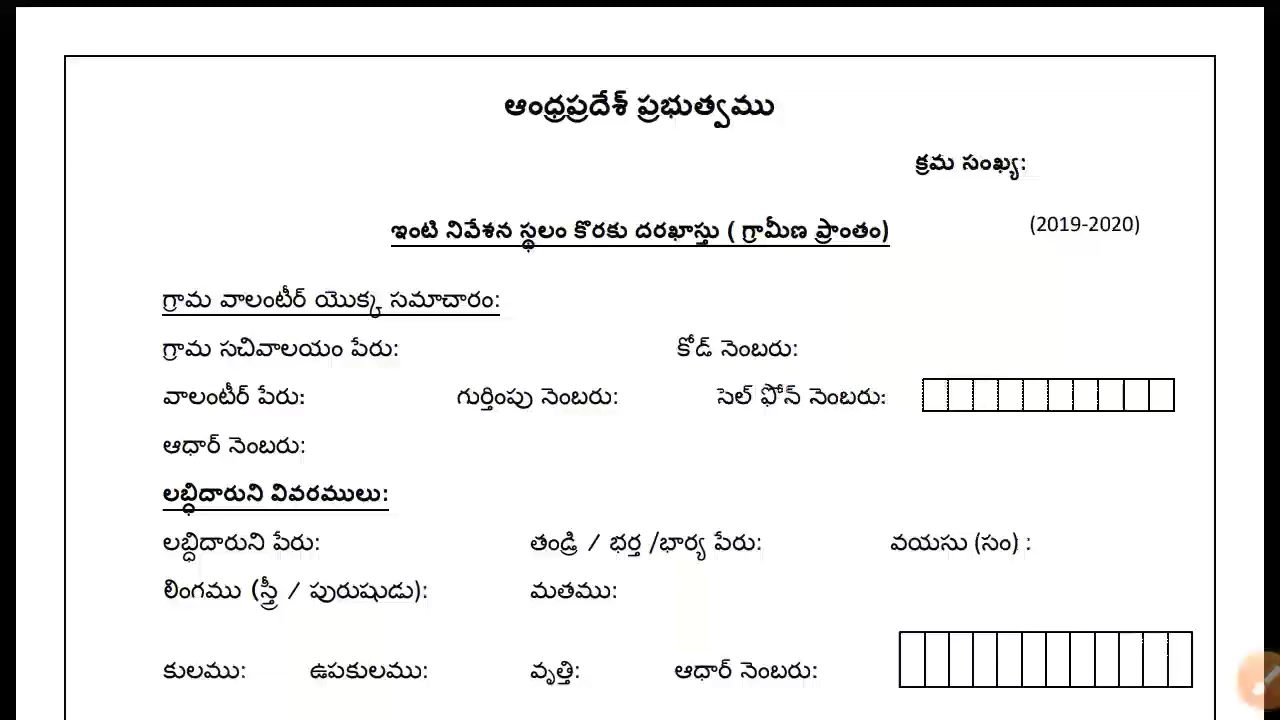 ఆంధ్రప్రదేశ్ ప్రభుత్వము
క్రమ సంఖ్య:
ఇంటి నివేశన స్థలం కొరకు దరఖాస్తు ( గ్రామీణ ప్రాంతం) (2019-2020)
గ్రామ వాలంటీర్ యొక్క సమాచారం:
గ్రామ సచివాలయం పేరు: కోడ్ నెంబరు:
వాలంటీర్ పేరు: గుర్తింపు నెంబరు: సెల్ ఫోన్ నెంబరు:
ఆధార్ నెంబరు:
లబ్ధిదారుని వివరములు:
లబ్ధిదారుని పేరు: తండ్రి / భర్త /భార్య పేరు: వయసు (సం) :
లింగము (స్త్రీ / పురుషుడు): మతము:
కులము: ఉపకులము: వృత్తి: ఆధార్ నెంబరు: